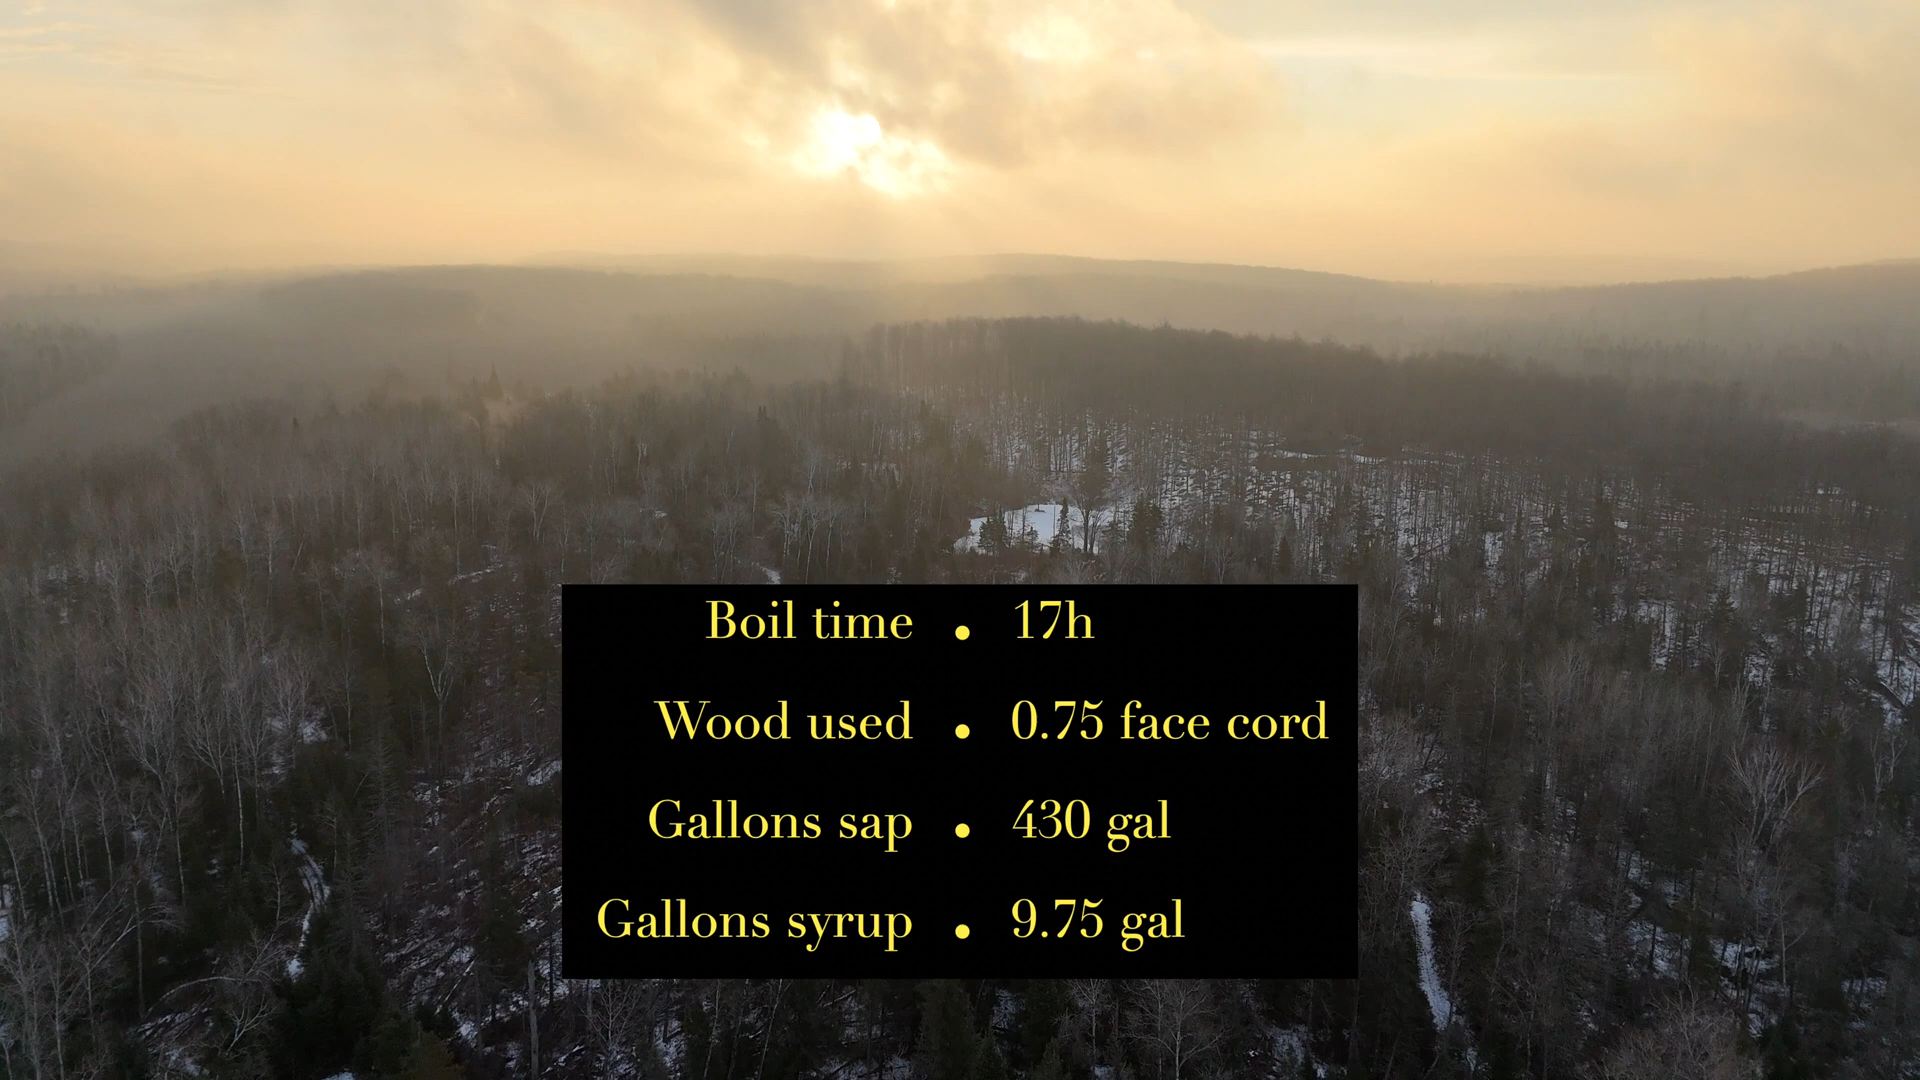 Boil time • 17h
Wood used • 0.75 face cord
Gallons sap • 430 gal
Gallons syrup • 9.75 gal